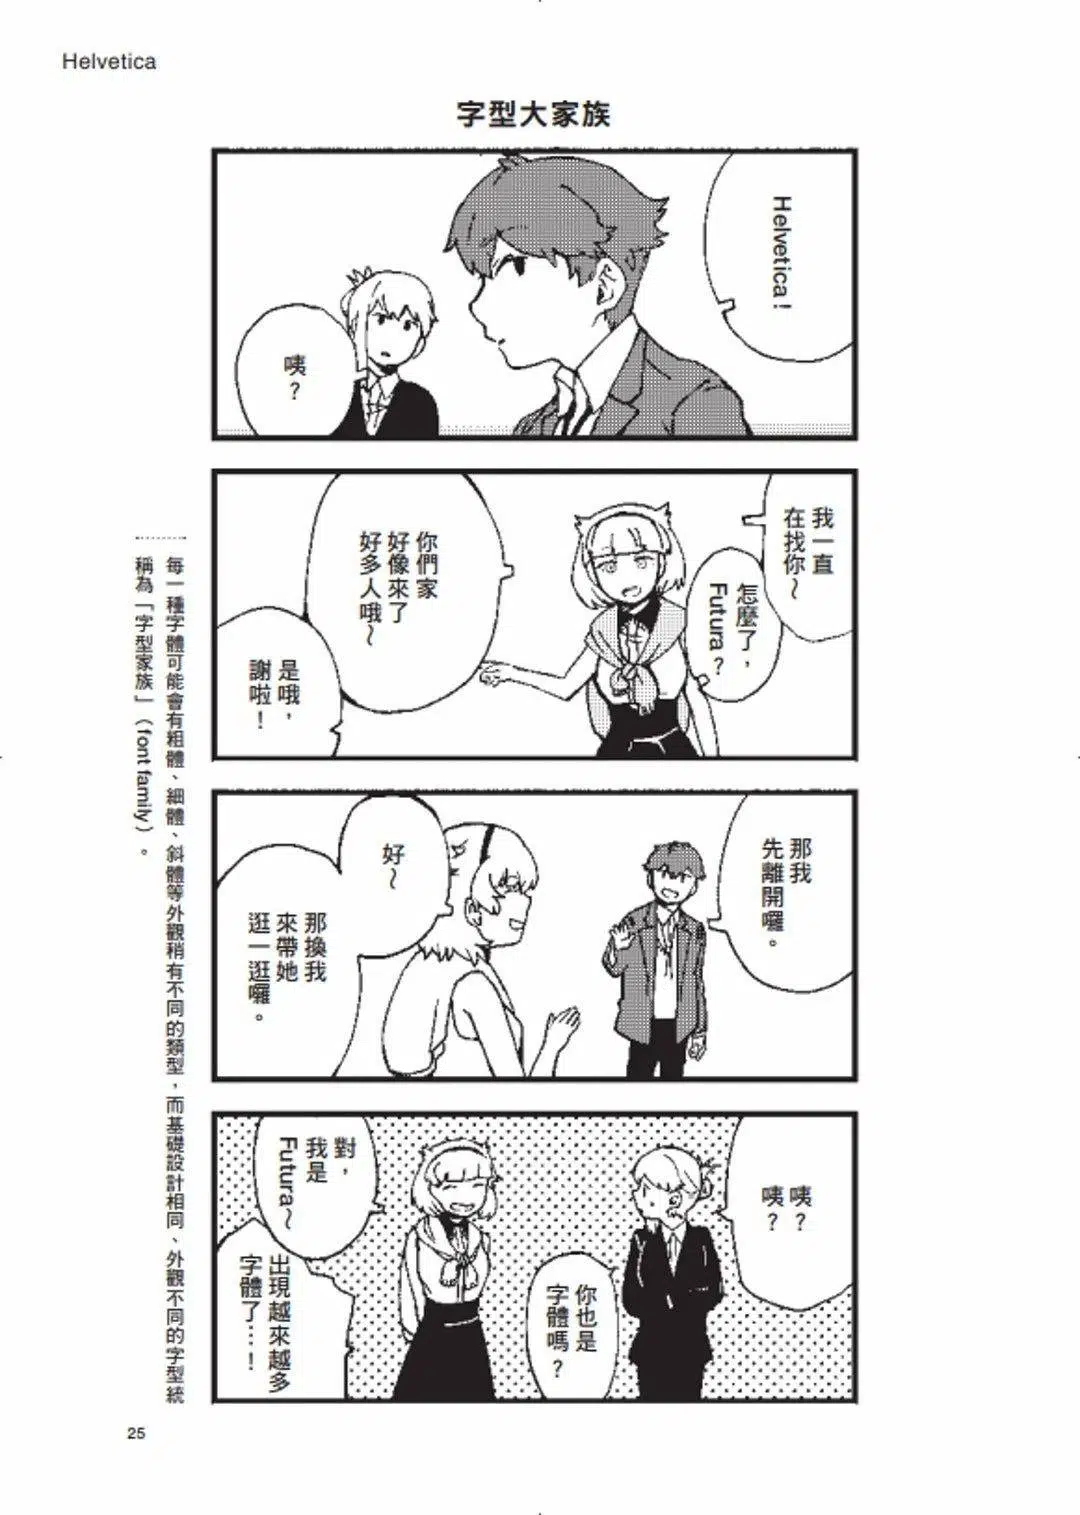 Helvetica
字型大家族
Helvetica！
咦？
我一直
在找你～
怎麼了，
Futura？
你們家
好像來了
好多人哦～
是哦，
謝啦！
那我
先離開囉。
好～
那換我
來帶她
逛一逛囉。
咦？
咦？
你也是
字體嗎？
對，
我是
Futura～
出現越來越多
字體了…！
每一種字體可能會有粗體、細體、斜體等外觀稍有不同的類型，而基礎設計相同、外觀不同的字型統
稱為「字型家族」（font family）。
25